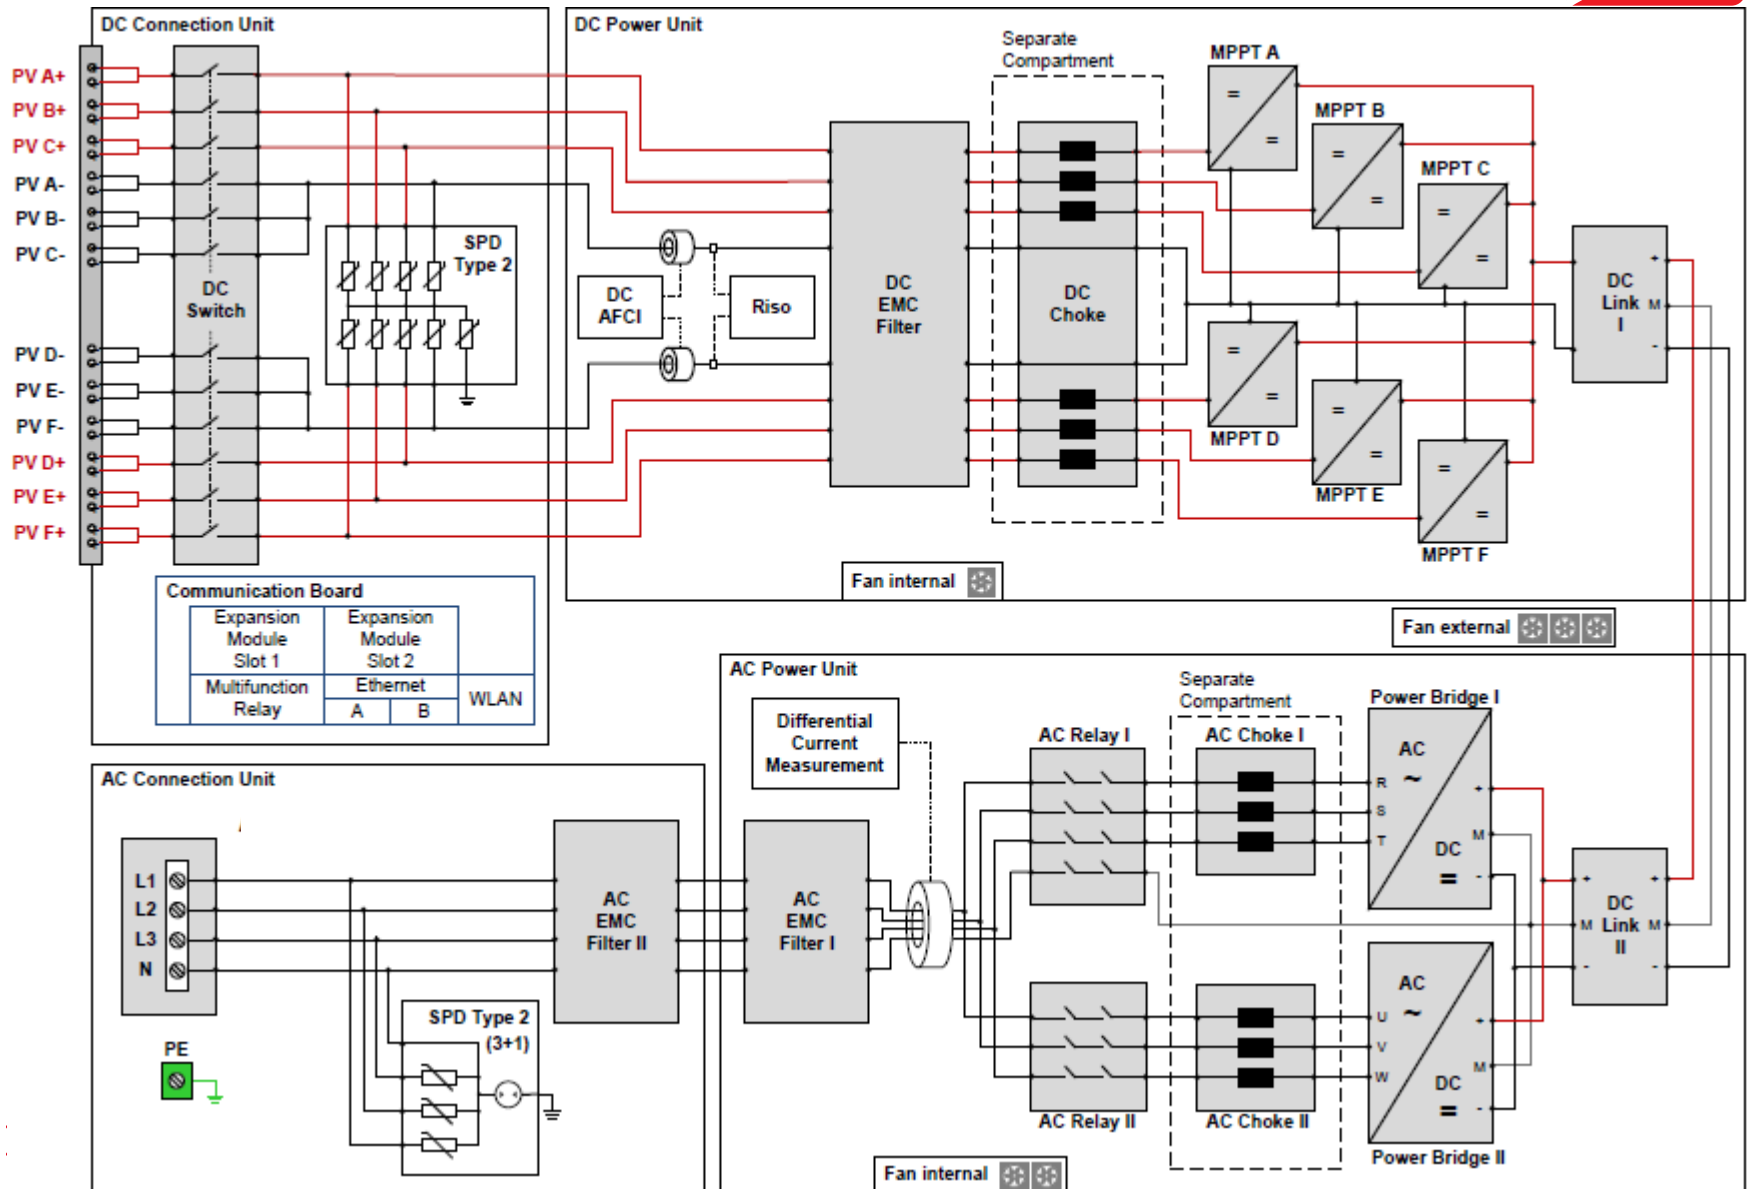 DC Connection Unit
PV A+
PV B+
PV C+
PV A-
PV B-
PV C-
PV D-
PV E-
PV F-
PV D+
PV E+
PV F+
DC
Switch
SPD
Type 2
Communication Board
Expansion
Module
Slot 1
Expansion
Module
Slot 2
Multifunction
Relay
Ethernet
A
B
WLAN
DC Power Unit
DC
AFCI
Riso
DC
EMC
Filter
Separate
Compartment
DC
Choke
MPPT A
=
=
MPPT B
=
=
MPPT C
=
=
MPPT D
=
=
MPPT E
=
=
MPPT F
=
=
DC
Link
I
+
M
-
Fan internal
Fan external
AC Connection Unit
L1
L2
L3
N
PE
SPD Type 2
(3+1)
AC
EMC
Filter II
AC Power Unit
Differential
Current
Measurement
AC
EMC
Filter I
AC Relay I
AC Relay II
Separate
Compartment
AC Choke I
AC Choke II
Power Bridge I
AC
~
R
S
T
DC
=
+
M
-
Power Bridge II
AC
~
U
V
W
DC
=
+
M
-
DC
Link
II
+
M
-
+
M
-
Fan internal